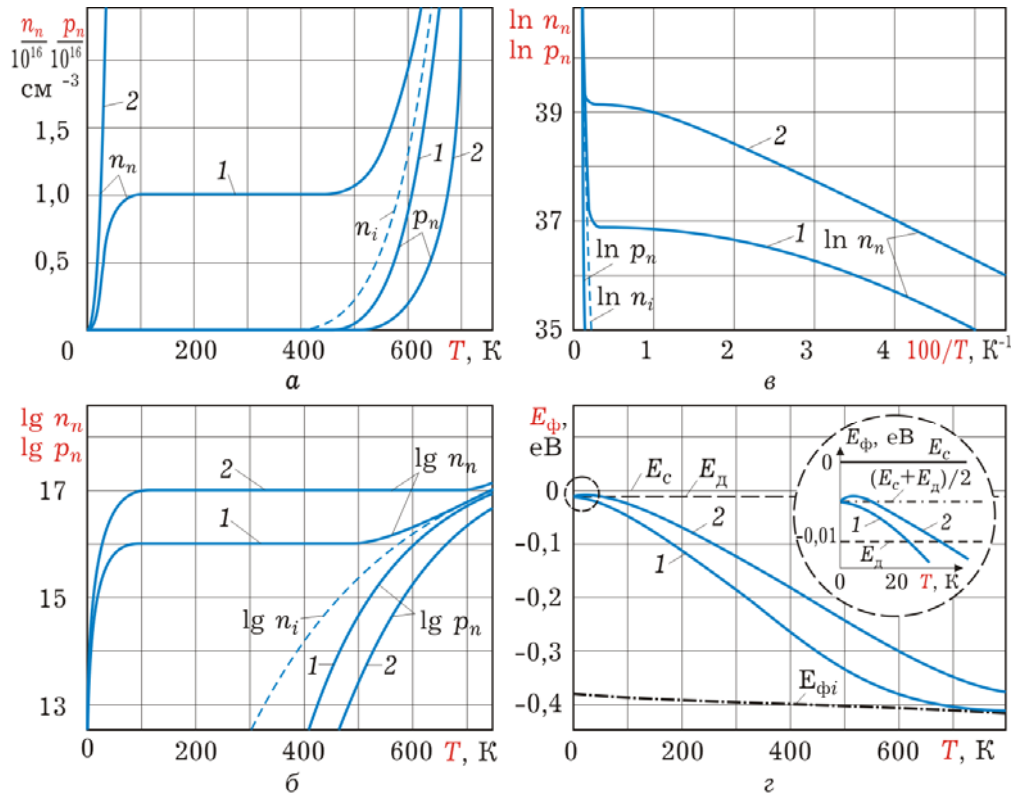 n_n p_n
10^16 10^16
см^-3
1,5
1,0
0,5
0 200 400 600 T, К
2
n_n
1
n_i
1
2
p_n
а
ln n_n
ln p_n
39
37
35
0 1 2 3 4 100/T, К^-1
2
1
ln n_n
ln p_n
ln n_i
в
lg n_n
lg p_n
17
15
13
0 200 400 600 T, К
2
lg n_n
1
lg n_i
lg p_n
1
2
б
E_ф,
эВ
0
-0,1
-0,2
-0,3
-0,4
0 200 400 600 T, К
E_c E_д
2
1
E_фi
E_ф, эВ
E_c
0
(E_c+E_д)/2
1
2
-0,01
E_д
0 20 T, К
г